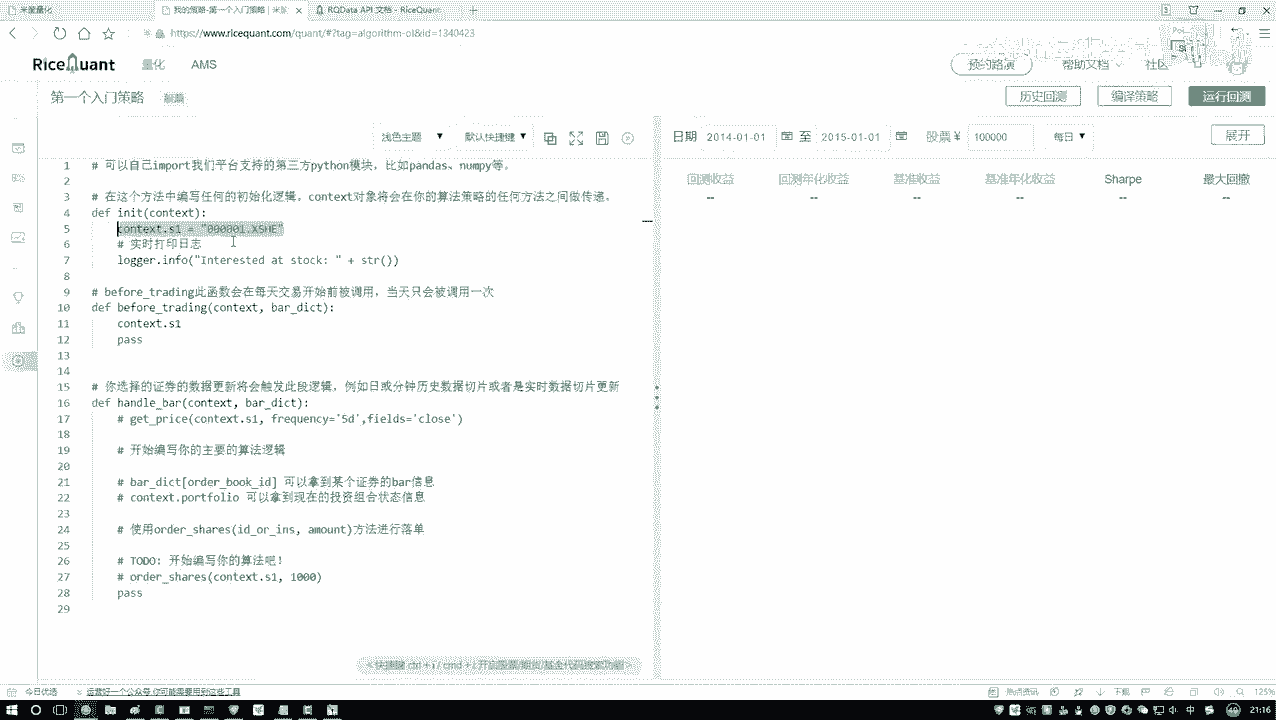 我的策略-第一个入门策略 | 米筐
RQData API 文档 - RiceQuant
https://www.ricequant.com/quant/#?tag=algorithm-ol&id=1340423
RiceQuant 量化 AMS 预约路演 帮助文档 社区
第一个入门策略 编辑 历史回测 编译策略 运行回测
浅色主题 默认快捷键 日期 2014-01-01 至 2015-01-01 股票¥ 100000 每日 展开
回测收益 回测年化收益 基准收益 基准年化收益 Sharpe 最大回撤
-- -- -- -- -- --
1 # 可以自己import我们平台支持的第三方python模块，比如pandas、numpy等。
2
3 # 在这个方法中编写任何的初始化逻辑。context对象将会在你的算法策略的任何方法之间做传递。
4 def init(context):
5 context.s1 = "000001.XSHE"
6 # 实时打印日志
7 logger.info("Interested at stock: " + str())
8
9 # before_trading此函数会在每天交易开始前被调用，当天只会被调用一次
10 def before_trading(context, bar_dict):
11 context.s1
12 pass
13
14
15 # 你选择的证券的数据更新将会触发此段逻辑，例如日或分钟历史数据切片或者是实时数据切片更新
16 def handle_bar(context, bar_dict):
17 # get_price(context.s1, frequency='5d',fields='close')
18
19 # 开始编写你的主要的算法逻辑
20
21 # bar_dict[order_book_id] 可以拿到某个证券的bar信息
22 # context.portfolio 可以拿到现在的投资组合状态信息
23
24 # 使用order_shares(id_or_ins, amount)方法进行落单
25
26 # TODO: 开始编写你的算法吧！
27 # order_shares(context.s1, 1000)
28 pass
29
今日优选 运营好一个公众号,你可能需要用到这些工具 热点资讯 下载 125%
中 21:16